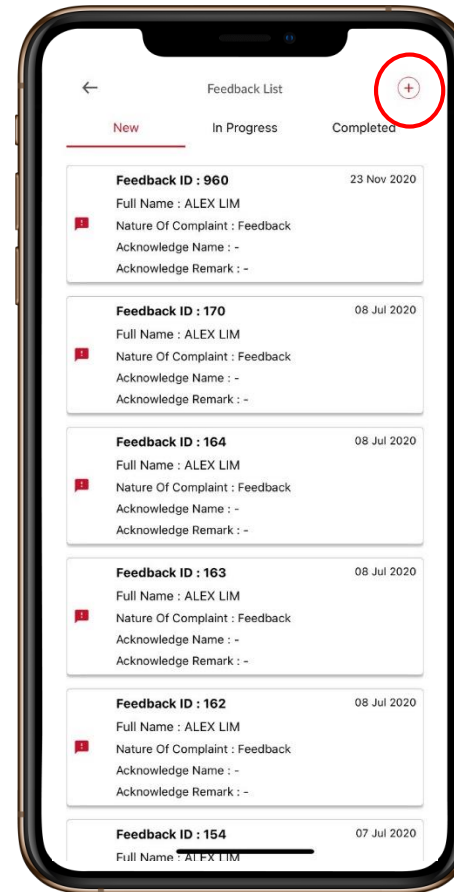 Feedback List
New In Progress Completed
Feedback ID : 960 23 Nov 2020
Full Name : ALEX LIM
Nature Of Complaint : Feedback
Acknowledge Name : -
Acknowledge Remark : -
Feedback ID : 170 08 Jul 2020
Full Name : ALEX LIM
Nature Of Complaint : Feedback
Acknowledge Name : -
Acknowledge Remark : -
Feedback ID : 164 08 Jul 2020
Full Name : ALEX LIM
Nature Of Complaint : Feedback
Acknowledge Name : -
Acknowledge Remark : -
Feedback ID : 163 08 Jul 2020
Full Name : ALEX LIM
Nature Of Complaint : Feedback
Acknowledge Name : -
Acknowledge Remark : -
Feedback ID : 162 08 Jul 2020
Full Name : ALEX LIM
Nature Of Complaint : Feedback
Acknowledge Name : -
Acknowledge Remark : -
Feedback ID : 154 07 Jul 2020
Full Name : ALEX LIM